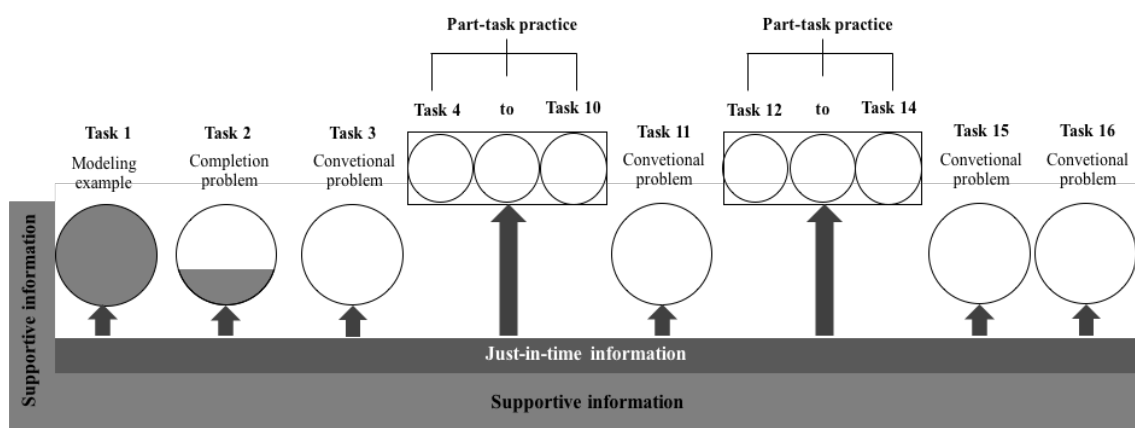 Part-task practice
Part-task practice
Task 4 to Task 10
Task 12 to Task 14
Task 1
Task 2
Task 3
Task 11
Task 15
Task 16
Modeling
example
Completion
problem
Convetional
problem
Convetional
problem
Convetional
problem
Convetional
problem
Supportive information
Just-in-time information
Supportive information